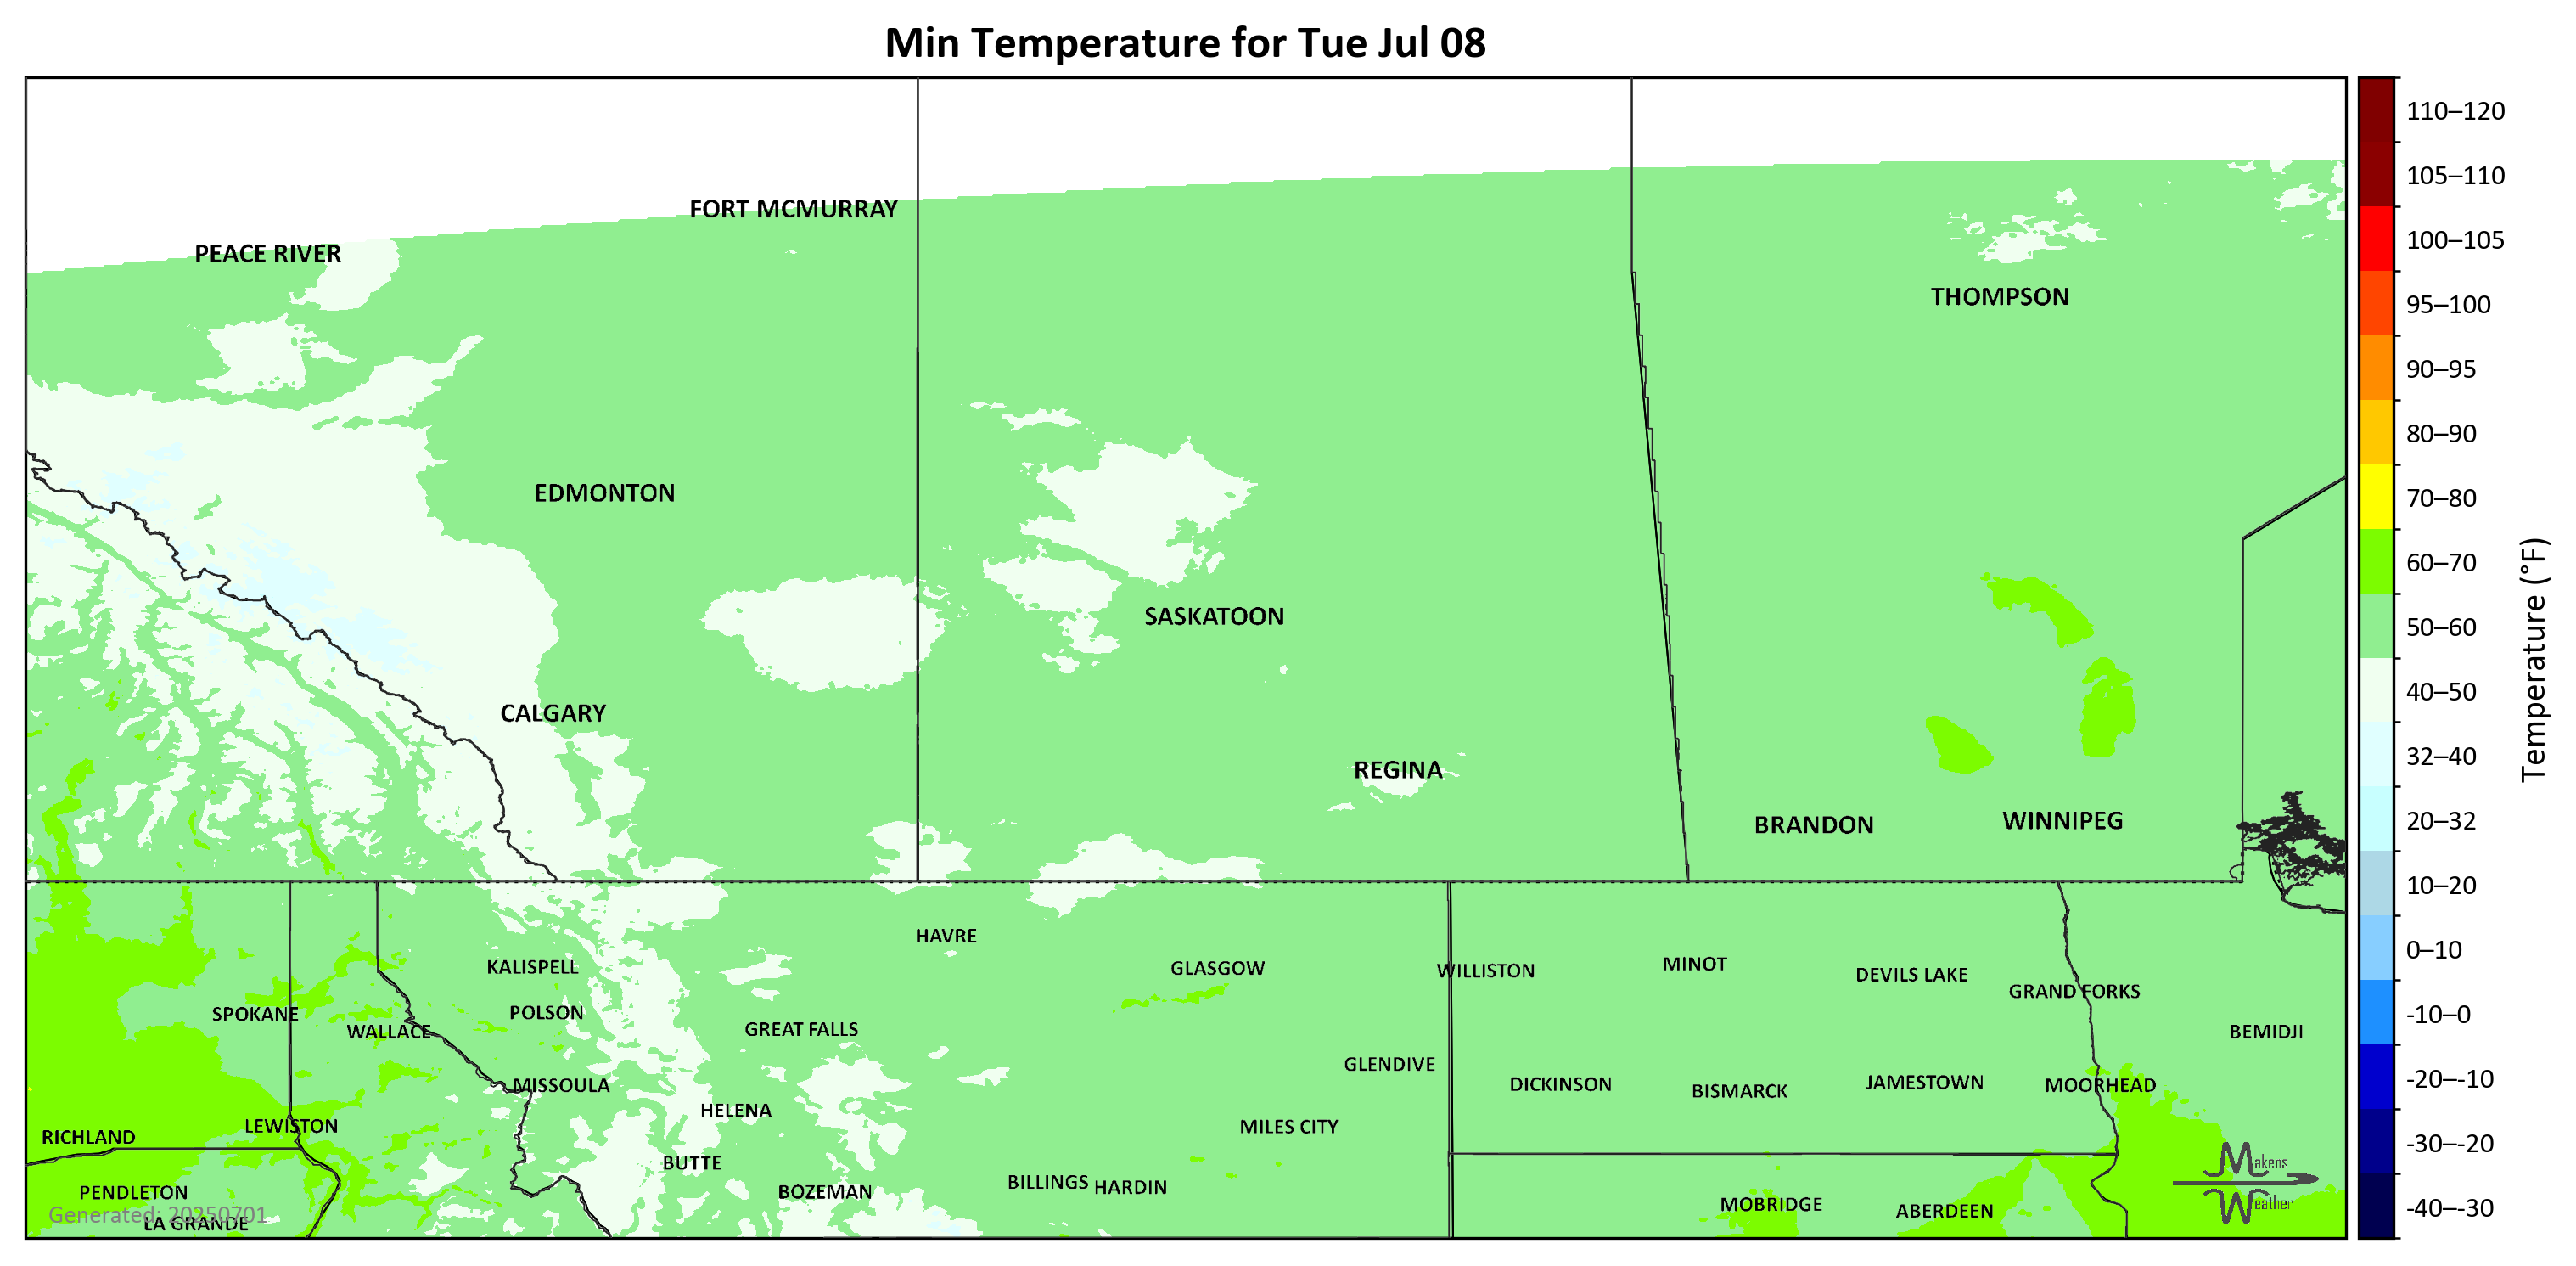 Min Temperature for Tue Jul 08
FORT MCMURRAY
PEACE RIVER
THOMPSON
EDMONTON
SASKATOON
CALGARY
REGINA
BRANDON
WINNIPEG
HAVRE
KALISPELL
GLASGOW
WILLISTON
MINOT
DEVILS LAKE
GRAND FORKS
SPOKANE
POLSON
WALLACE
GREAT FALLS
BEMIDJI
GLENDIVE
MISSOULA
DICKINSON
BISMARCK
JAMESTOWN
MOORHEAD
HELENA
LEWISTON
MILES CITY
RICHLAND
BUTTE
BILLINGS
HARDIN
PENDLETON
BOZEMAN
MOBRIDGE
ABERDEEN
Generated: 20250701
LA GRANDE
Makens
Weather
110–120
105–110
100–105
95–100
90–95
80–90
70–80
60–70
50–60
40–50
32–40
20–32
10–20
0–10
-10–0
-20–-10
-30–-20
-40–-30
Temperature (°F)